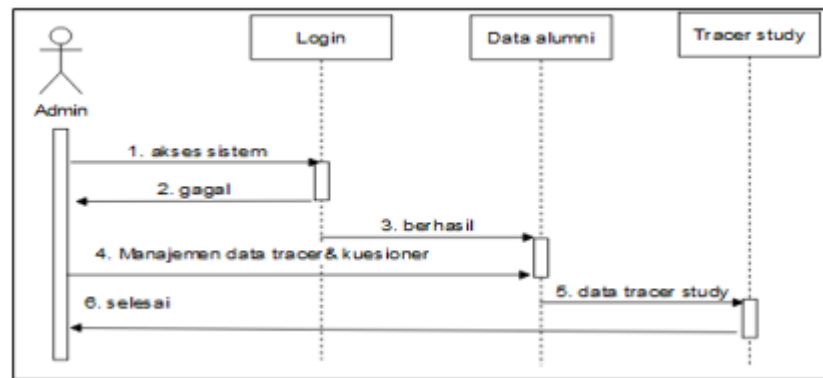 Login
Data alumni
Tracer study
Admin
1. akses sistem
2. gagal
3. berhasil
4. Manajemen data tracer& kuesioner
5. data tracer study
6. selesai